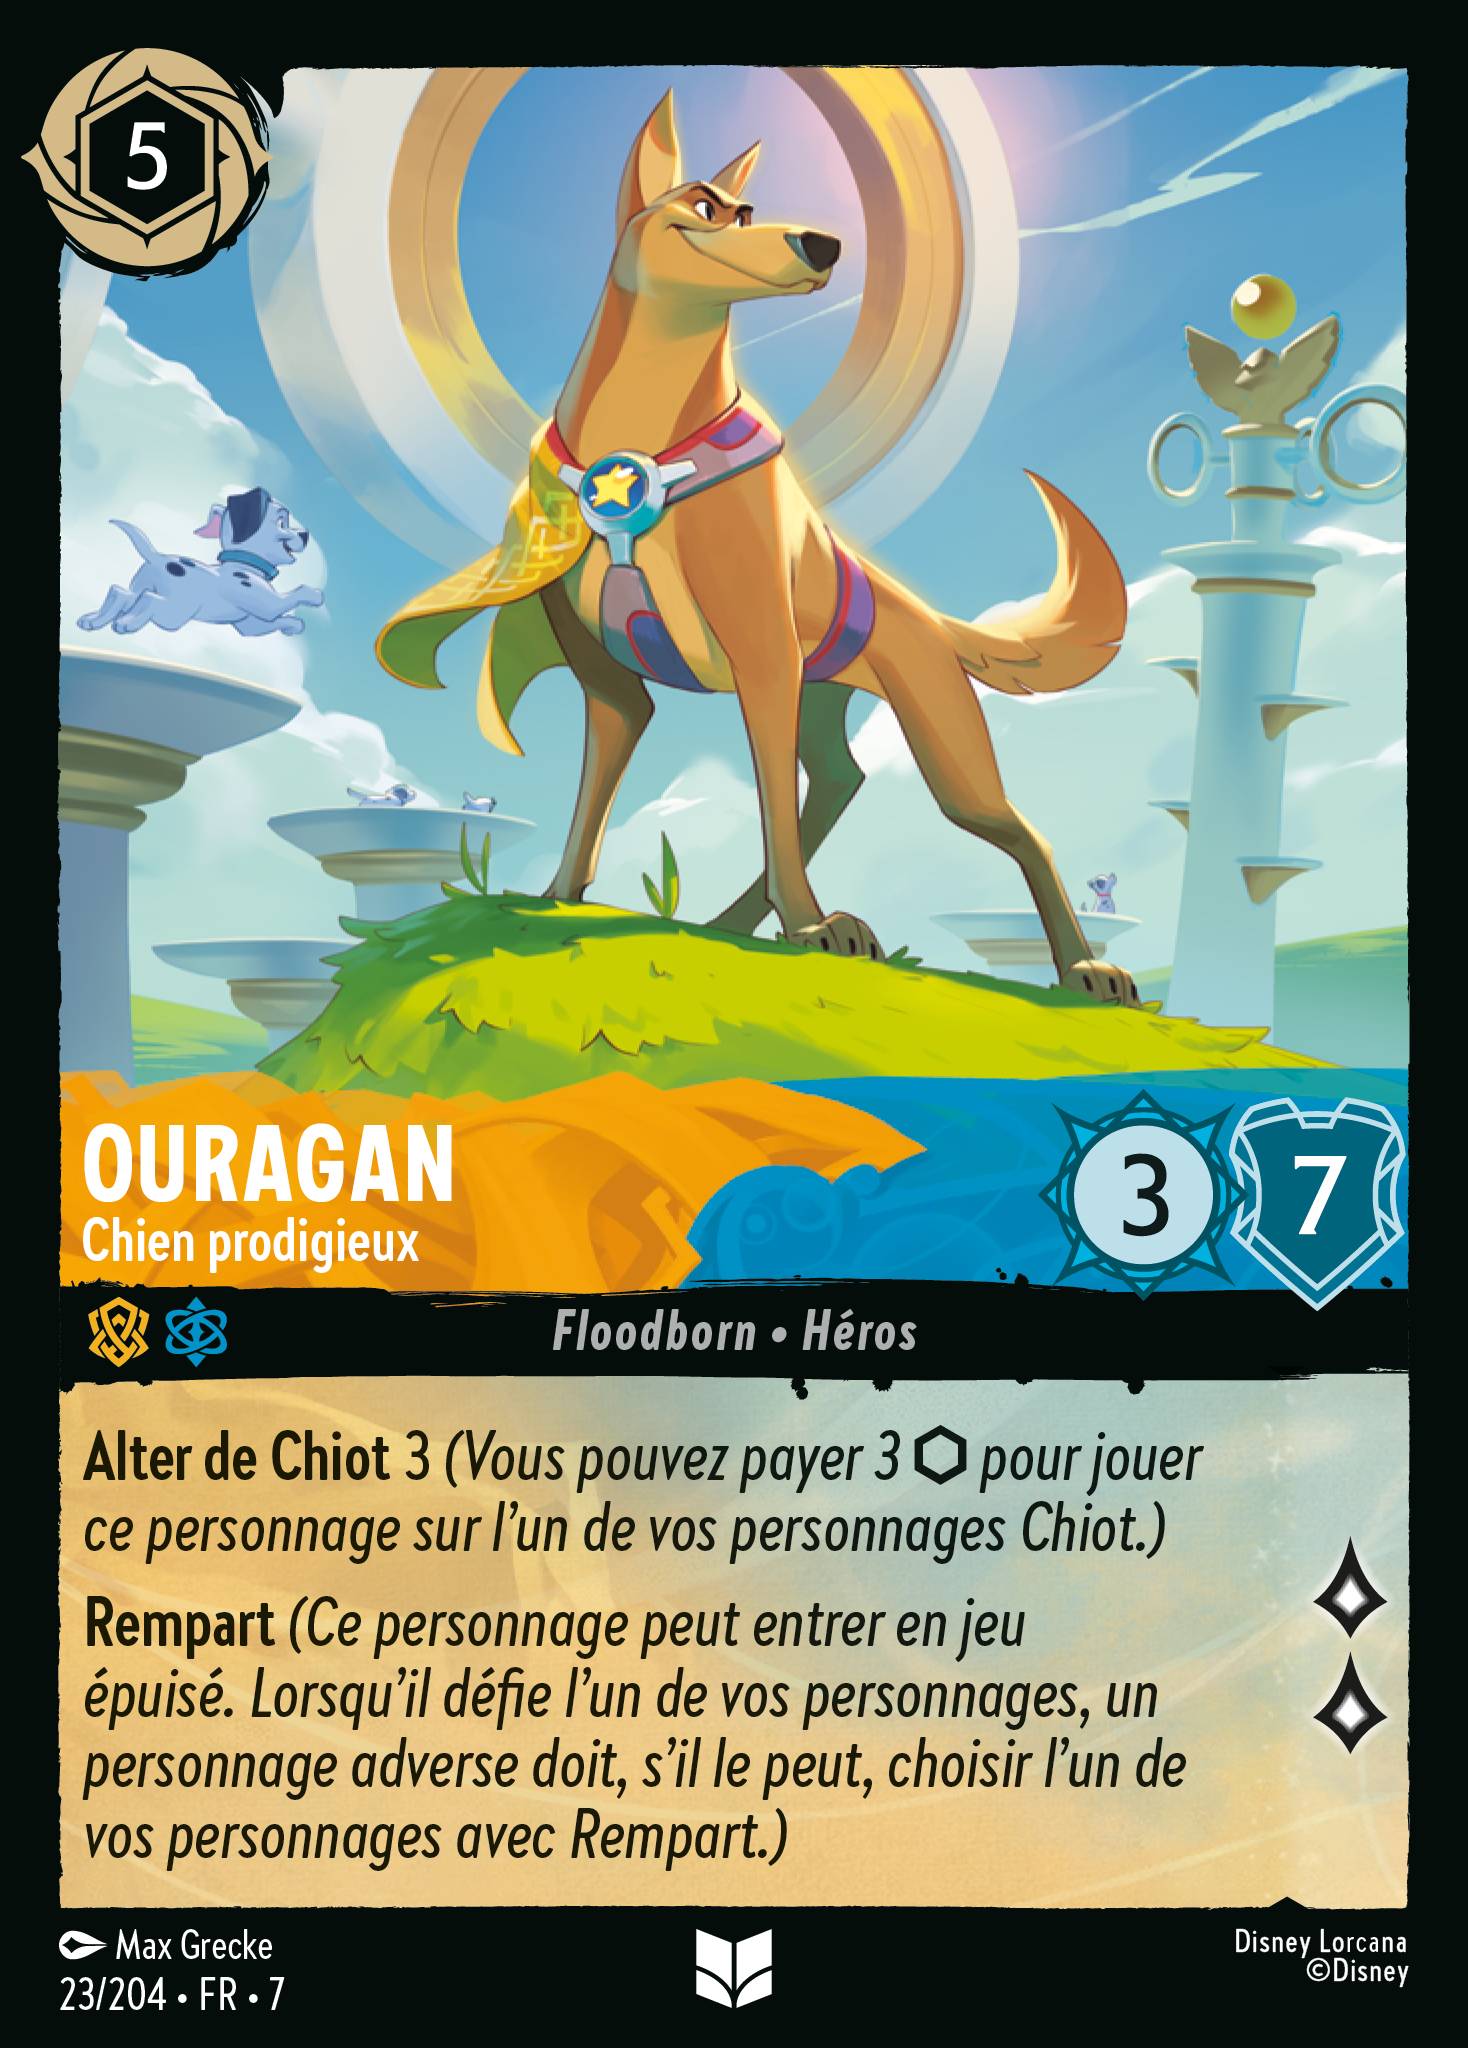 5
OURAGAN
Chien prodigieux
3 7
Floodborn • Héros
Alter de Chiot 3 (Vous pouvez payer 3 ⬡ pour jouer
ce personnage sur l’un de vos personnages Chiot.)
Rempart (Ce personnage peut entrer en jeu
épuisé. Lorsqu’il défie l’un de vos personnages, un
personnage adverse doit, s’il le peut, choisir l’un de
vos personnages avec Rempart.)
Max Grecke
23/204 • FR • 7
Disney Lorcana
©Disney